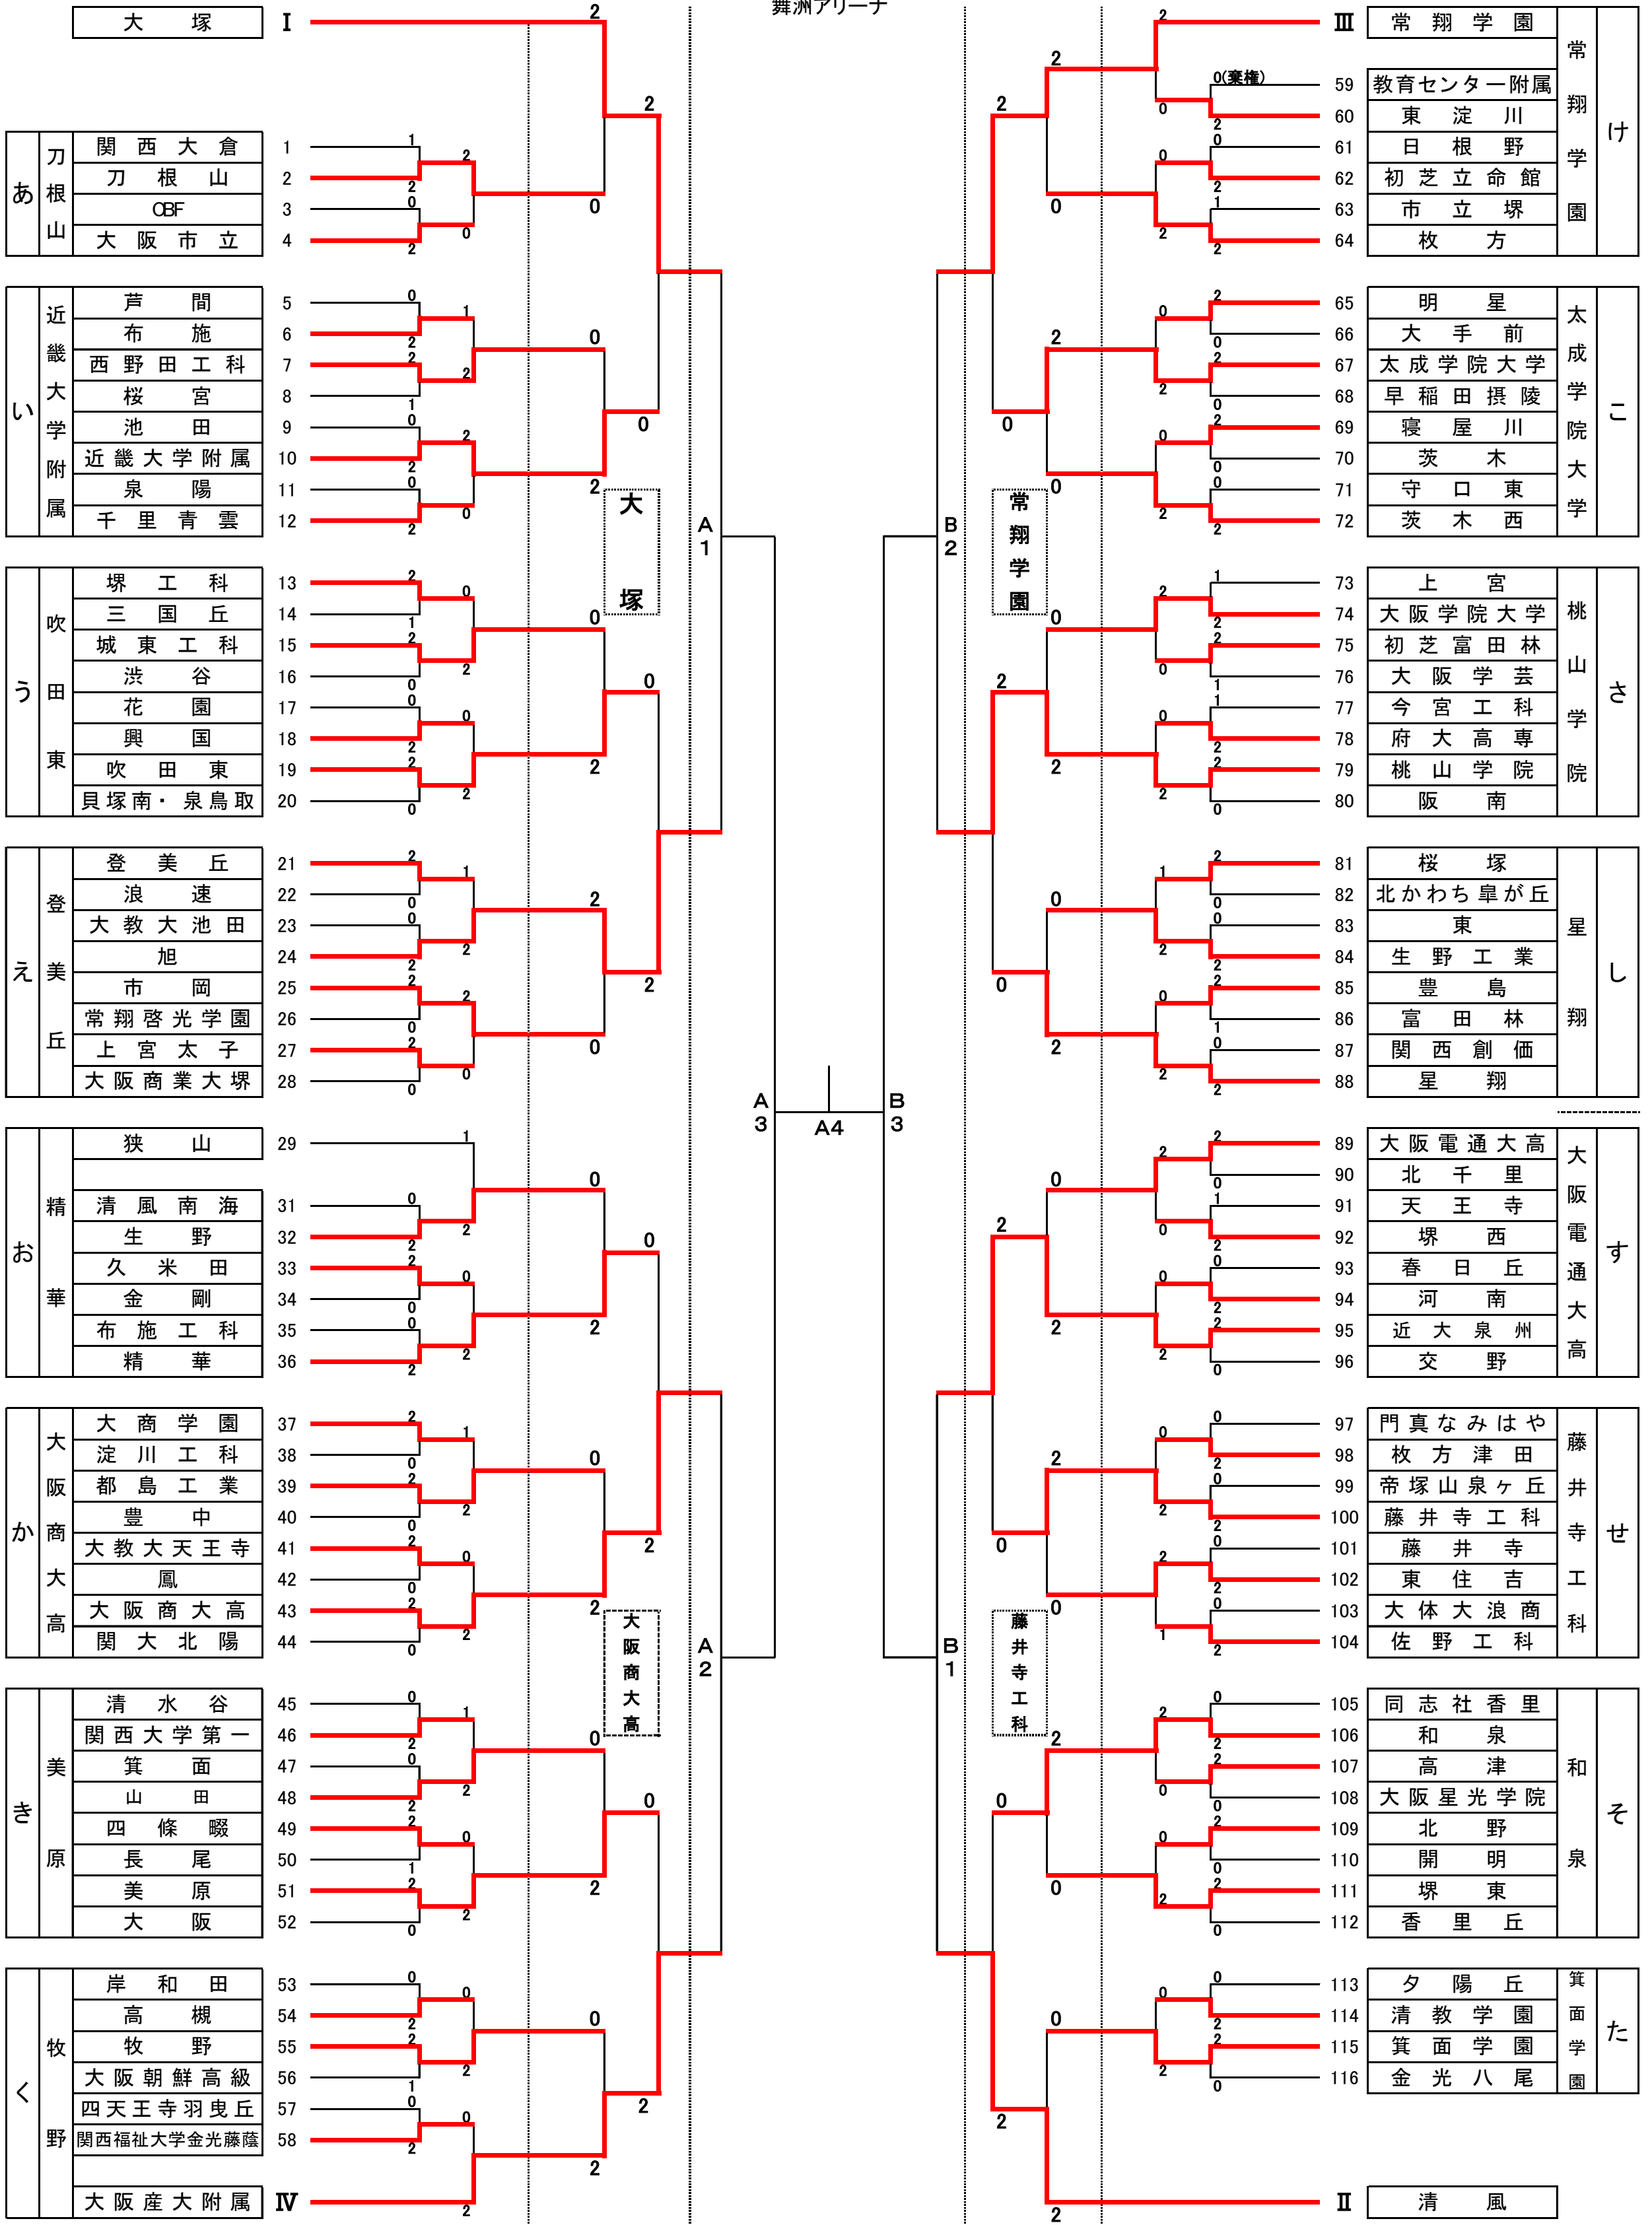 舞洲アリーナ
大塚 Ⅰ
あ 刀根山
関西大倉 1
刀根山 2
OBF 3
大阪市立 4
い 近畿大学附属
芦間 5
布施 6
西野田工科 7
桜宮 8
池田 9
近畿大学附属 10
泉陽 11
千里青雲 12
う 吹田東
堺工科 13
三国丘 14
城東工科 15
渋谷 16
花園 17
興国 18
吹田東 19
貝塚南・泉鳥取 20
え 登美丘
登美丘 21
浪速 22
大教大池田 23
旭 24
市岡 25
常翔啓光学園 26
上宮太子 27
大阪商業大堺 28
お 精華
狭山 29
清風南海 31
生野 32
久米田 33
金剛 34
布施工科 35
精華 36
か 大阪商大高
大商学園 37
淀川工科 38
都島工業 39
豊中 40
大教大天王寺 41
鳳 42
大阪商大高 43
関大北陽 44
き 美原
清水谷 45
関西大学第一 46
箕面 47
山田 48
四條畷 49
長尾 50
美原 51
大阪 52
く 牧野
岸和田 53
高槻 54
牧野 55
大阪朝鮮高級 56
四天王寺羽曳丘 57
関西福祉大学金光藤蔭 58
大阪産大附属 Ⅳ
大塚
大阪商大高
A1
A2
A3
A4
B3
B2
B1
常翔学園
藤井寺工科
Ⅲ 常翔学園
常翔学園 け
0(棄権)
59 教育センター附属
60 東淀川
61 日根野
62 初芝立命館
63 市立堺
64 枚方
太成学院大学 こ
65 明星
66 大手前
67 太成学院大学
68 早稲田摂陵
69 寝屋川
70 茨木
71 守口東
72 茨木西
桃山学院 さ
73 上宮
74 大阪学院大学
75 初芝富田林
76 大阪学芸
77 今宮工科
78 府大高専
79 桃山学院
80 阪南
星翔 し
81 桜塚
82 北かわち皐が丘
83 東
84 生野工業
85 豊島
86 富田林
87 関西創価
88 星翔
大阪電通大高 す
89 大阪電通大高
90 北千里
91 天王寺
92 堺西
93 春日丘
94 河南
95 近大泉州
96 交野
藤井寺工科 せ
97 門真なみはや
98 枚方津田
99 帝塚山泉ヶ丘
100 藤井寺工科
101 藤井寺
102 東住吉
103 大体大浪商
104 佐野工科
和泉 そ
105 同志社香里
106 和泉
107 高津
108 大阪星光学院
109 北野
110 開明
111 堺東
112 香里丘
箕面学園 た
113 夕陽丘
114 清教学園
115 箕面学園
116 金光八尾
Ⅱ 清風